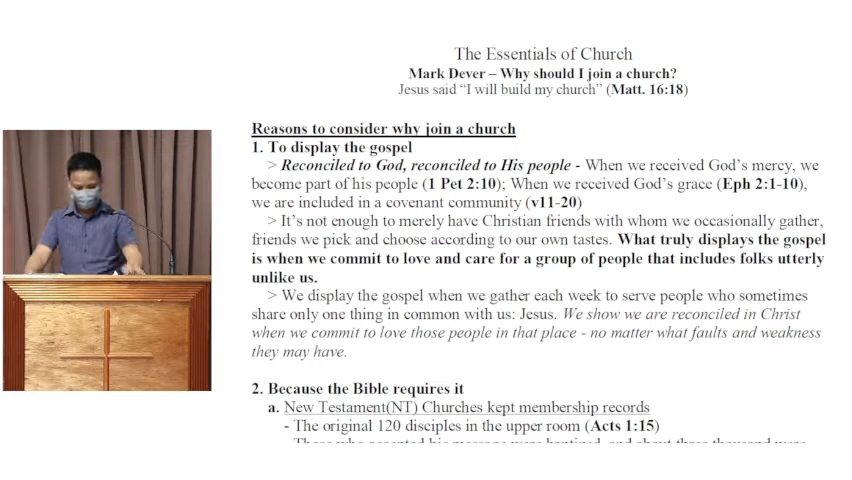 The Essentials of Church
Mark Dever – Why should I join a church?
Jesus said “I will build my church” (Matt. 16:18)
Reasons to consider why join a church
1. To display the gospel
> Reconciled to God, reconciled to His people - When we received God’s mercy, we
become part of his people (1 Pet 2:10); When we received God’s grace (Eph 2:1-10),
we are included in a covenant community (v11-20)
> It’s not enough to merely have Christian friends with whom we occasionally gather,
friends we pick and choose according to our own tastes. What truly displays the gospel
is when we commit to love and care for a group of people that includes folks utterly
unlike us.
> We display the gospel when we gather each week to serve people who sometimes
share only one thing in common with us: Jesus. We show we are reconciled in Christ
when we commit to love those people in that place - no matter what faults and weakness
they may have.
2. Because the Bible requires it
a. New Testament(NT) Churches kept membership records
- The original 120 disciples in the upper room (Acts 1:15)